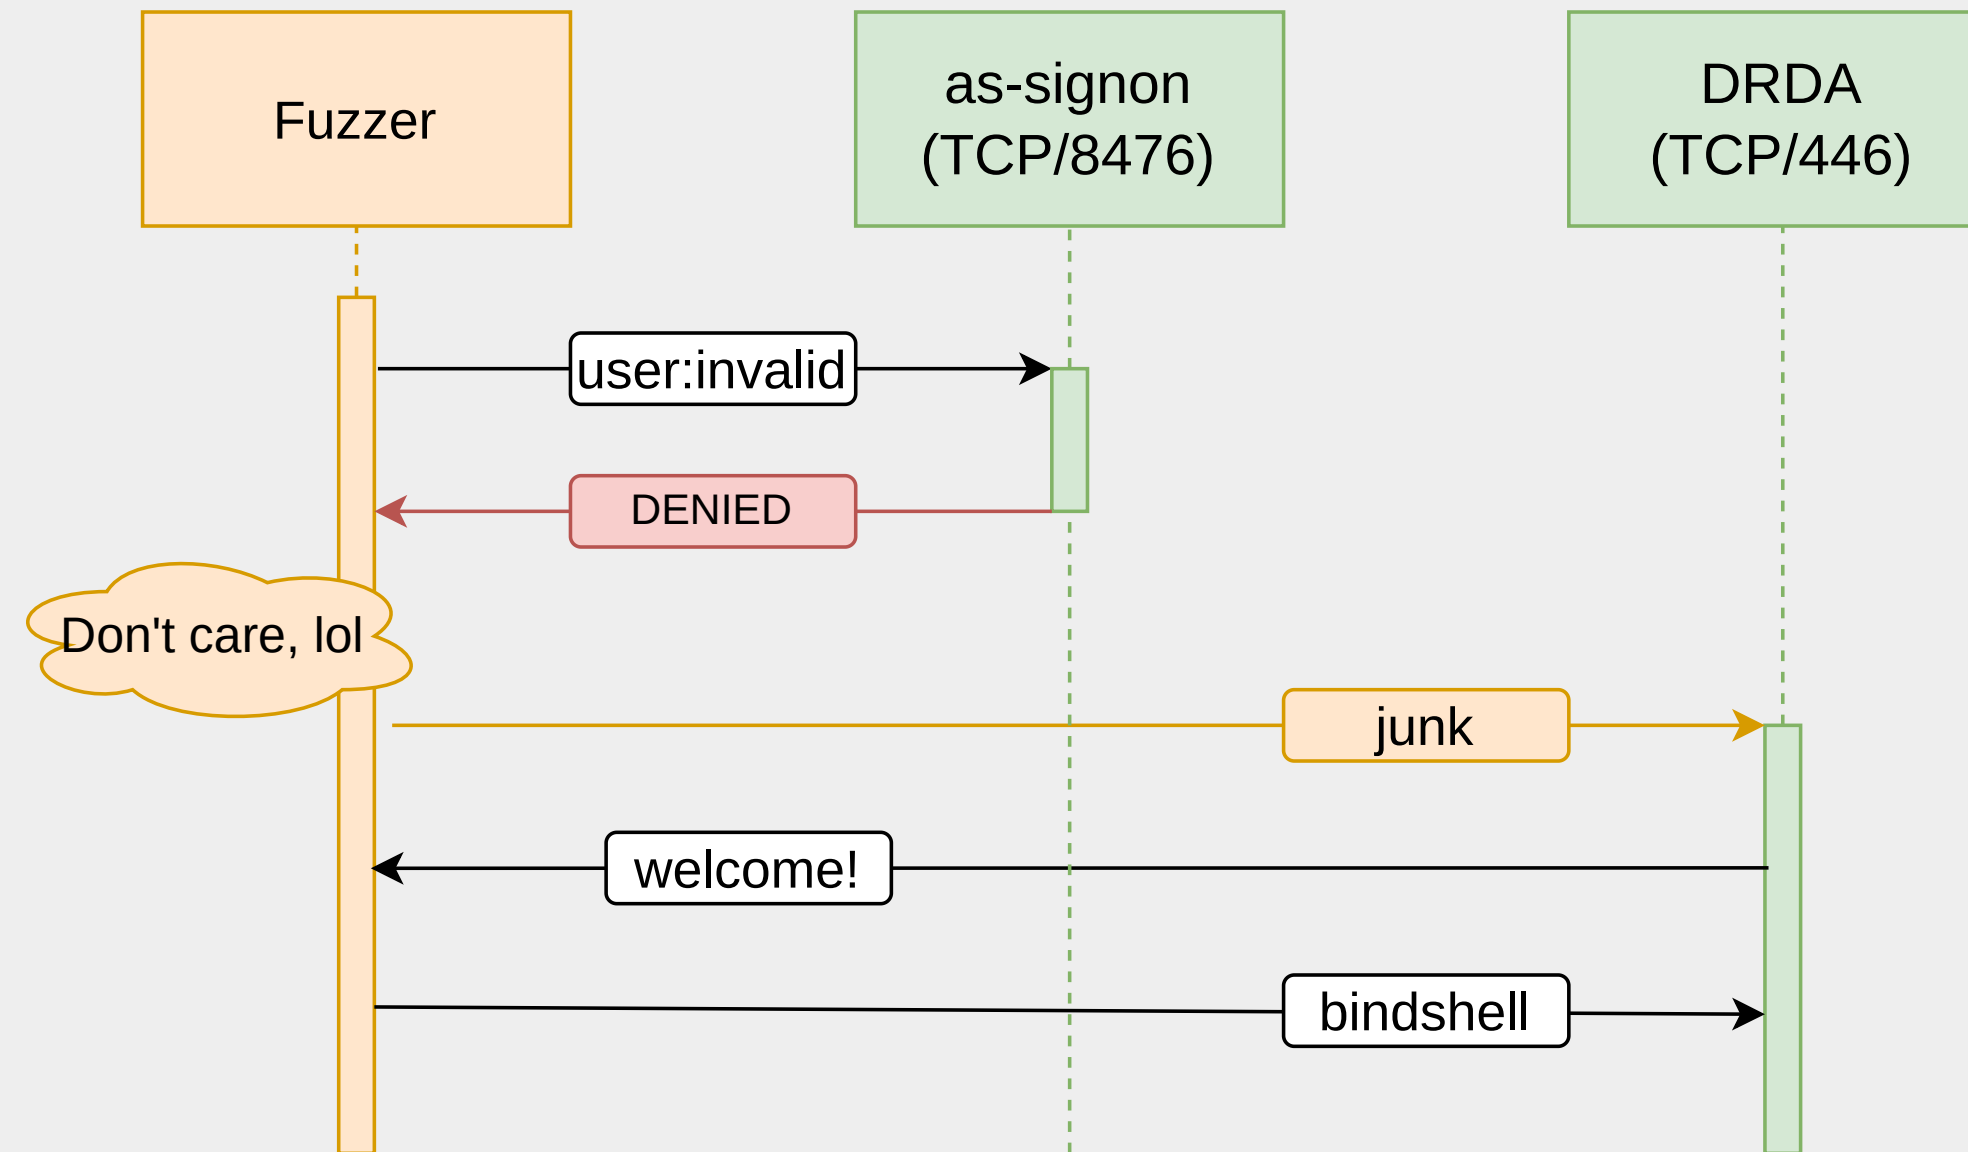 Fuzzer
as-signon
(TCP/8476)
DRDA
(TCP/446)
user:invalid
DENIED
Don't care, lol
junk
welcome!
bindshell